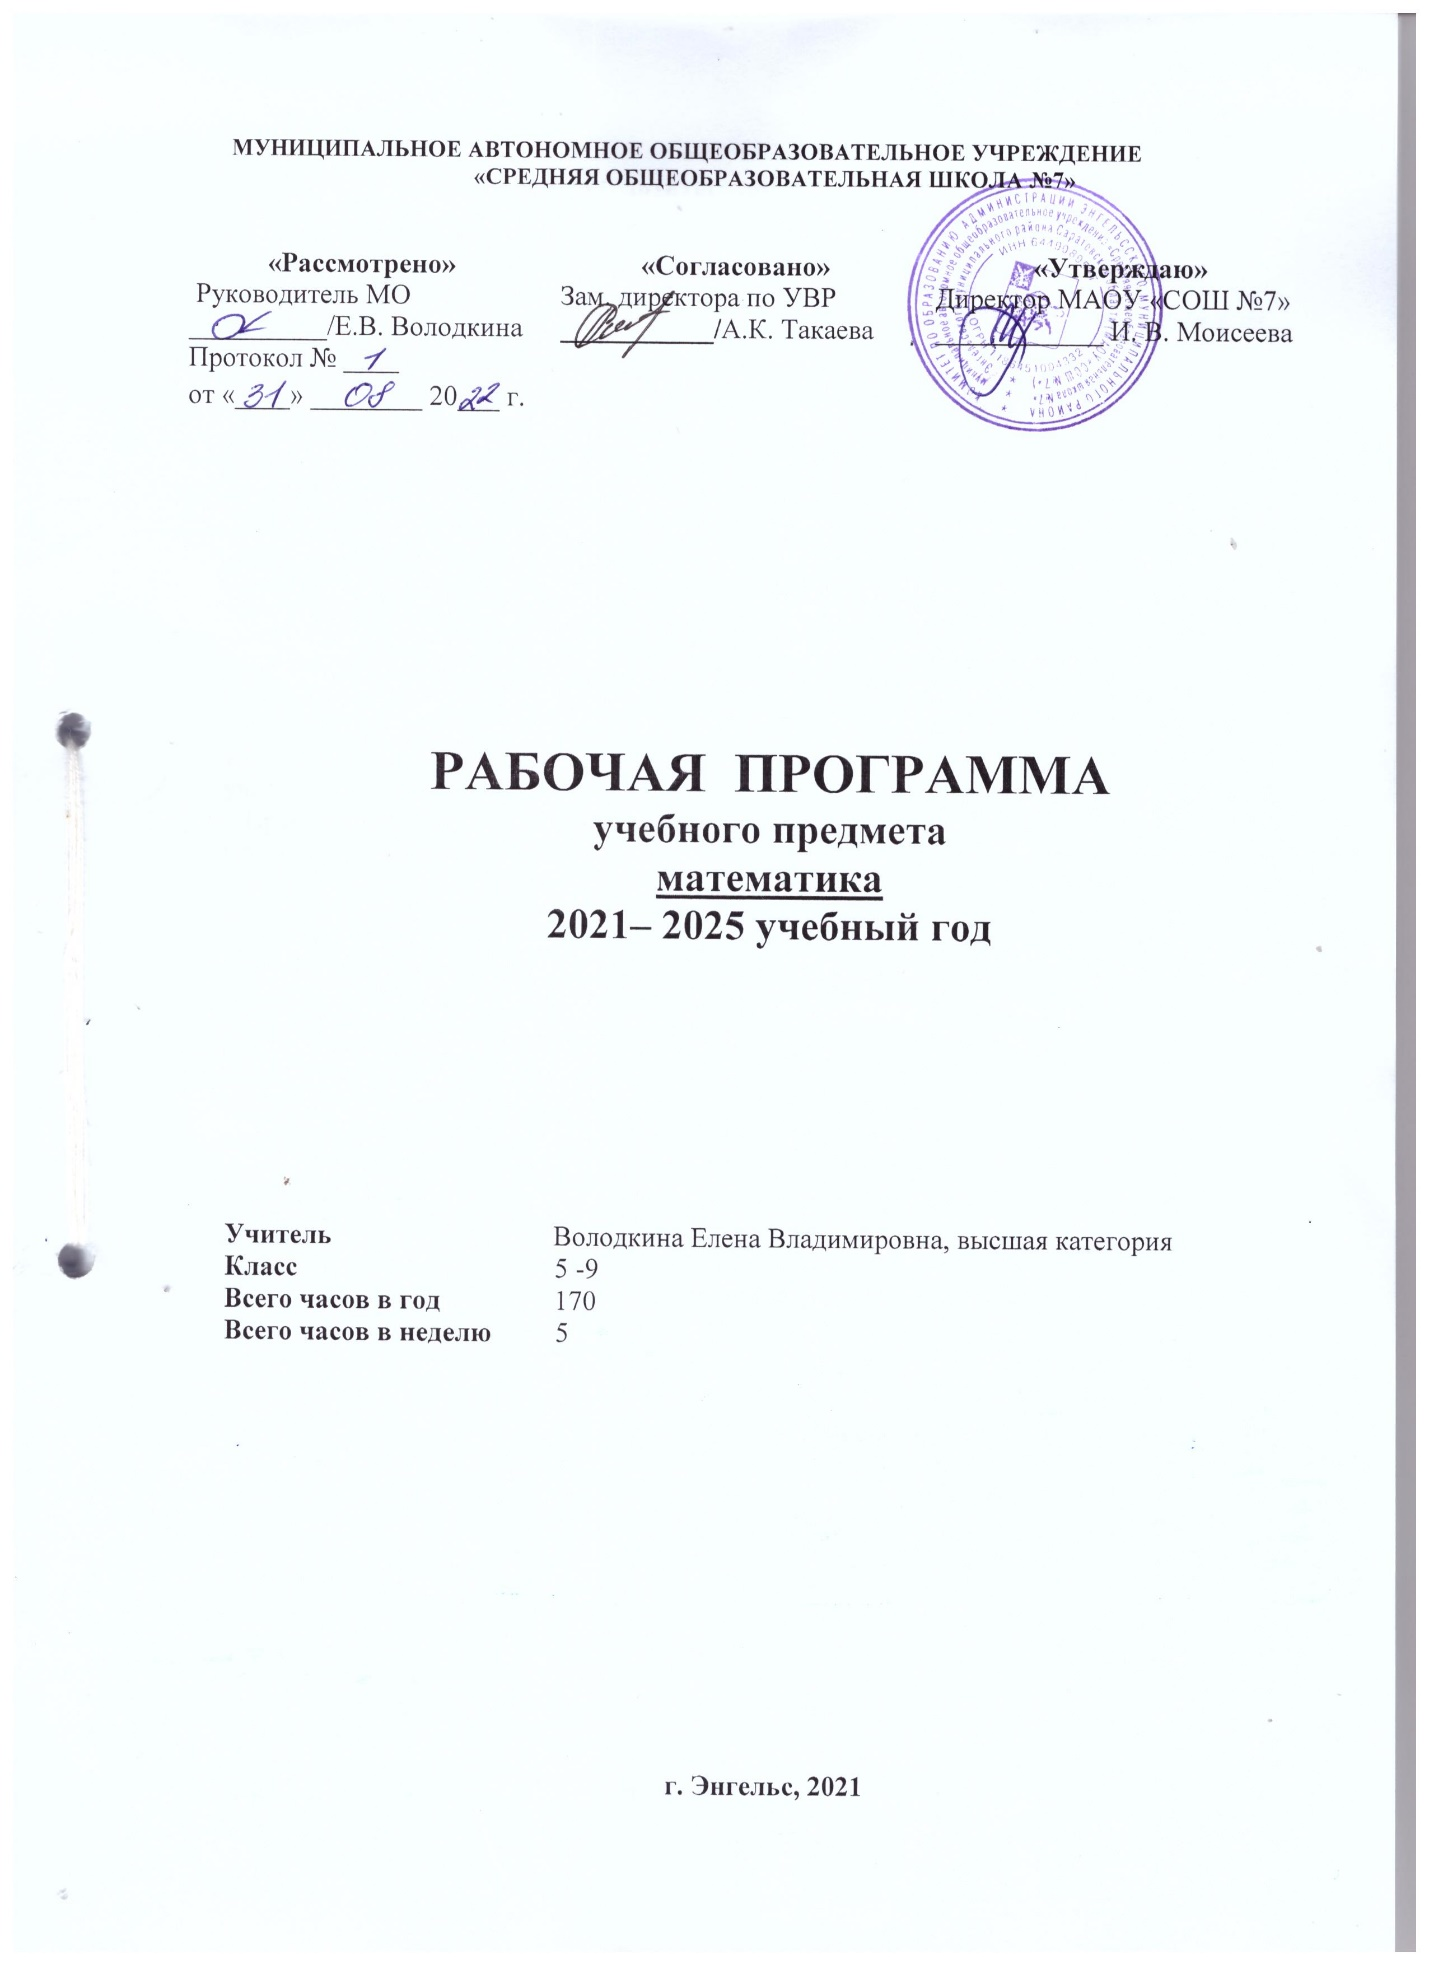 МУНИЦИПАЛЬНОЕ АВТОНОМНОЕ ОБЩЕОБРАЗОВАТЕЛЬНОЕ УЧРЕЖДЕНИЕ
«СРЕДНЯЯ ОБЩЕОБРАЗОВАТЕЛЬНАЯ ШКОЛА №7»
«Рассмотрено»
Руководитель МО
/Е.В. Володкина
Протокол № 1
от «31» 08 2022 г.
«Согласовано»
Зам. директора по УВР
/А.К. Такаева
«Утверждаю»
Директор МАОУ «СОШ №7»
И. В. Моисеева
РАБОЧАЯ ПРОГРАММА
учебного предмета
математика
2021– 2025 учебный год
Учитель Володкина Елена Владимировна, высшая категория
Класс 5 -9
Всего часов в год 170
Всего часов в неделю 5
г. Энгельс, 2021